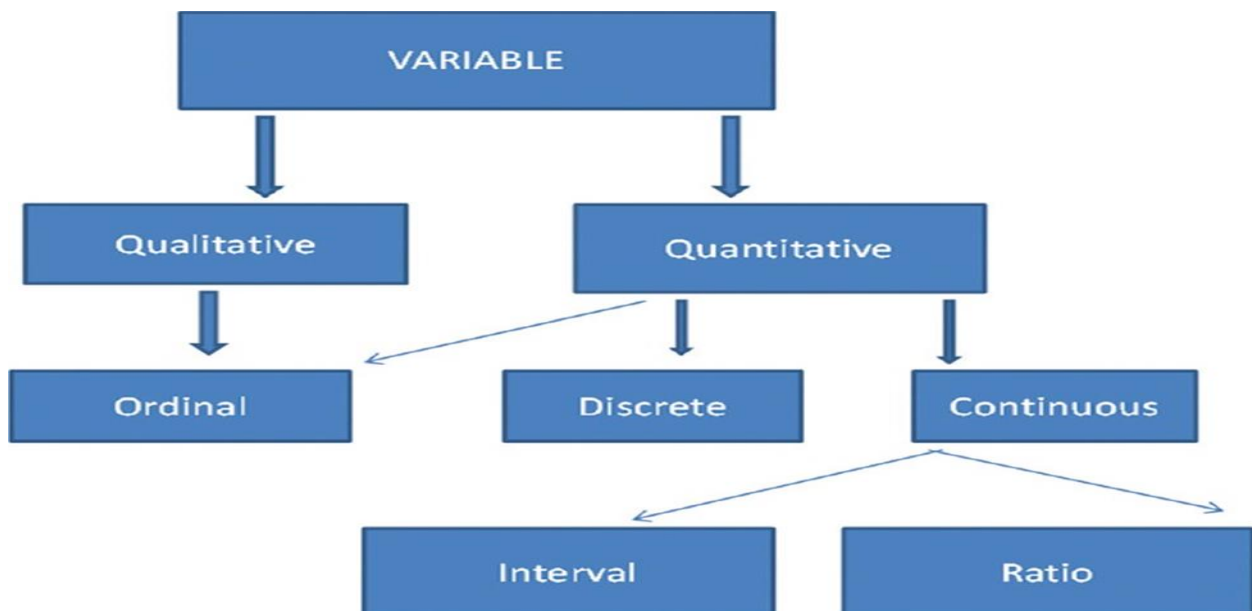 VARIABLE
Qualitative
Quantitative
Ordinal
Discrete
Continuous
Interval
Ratio